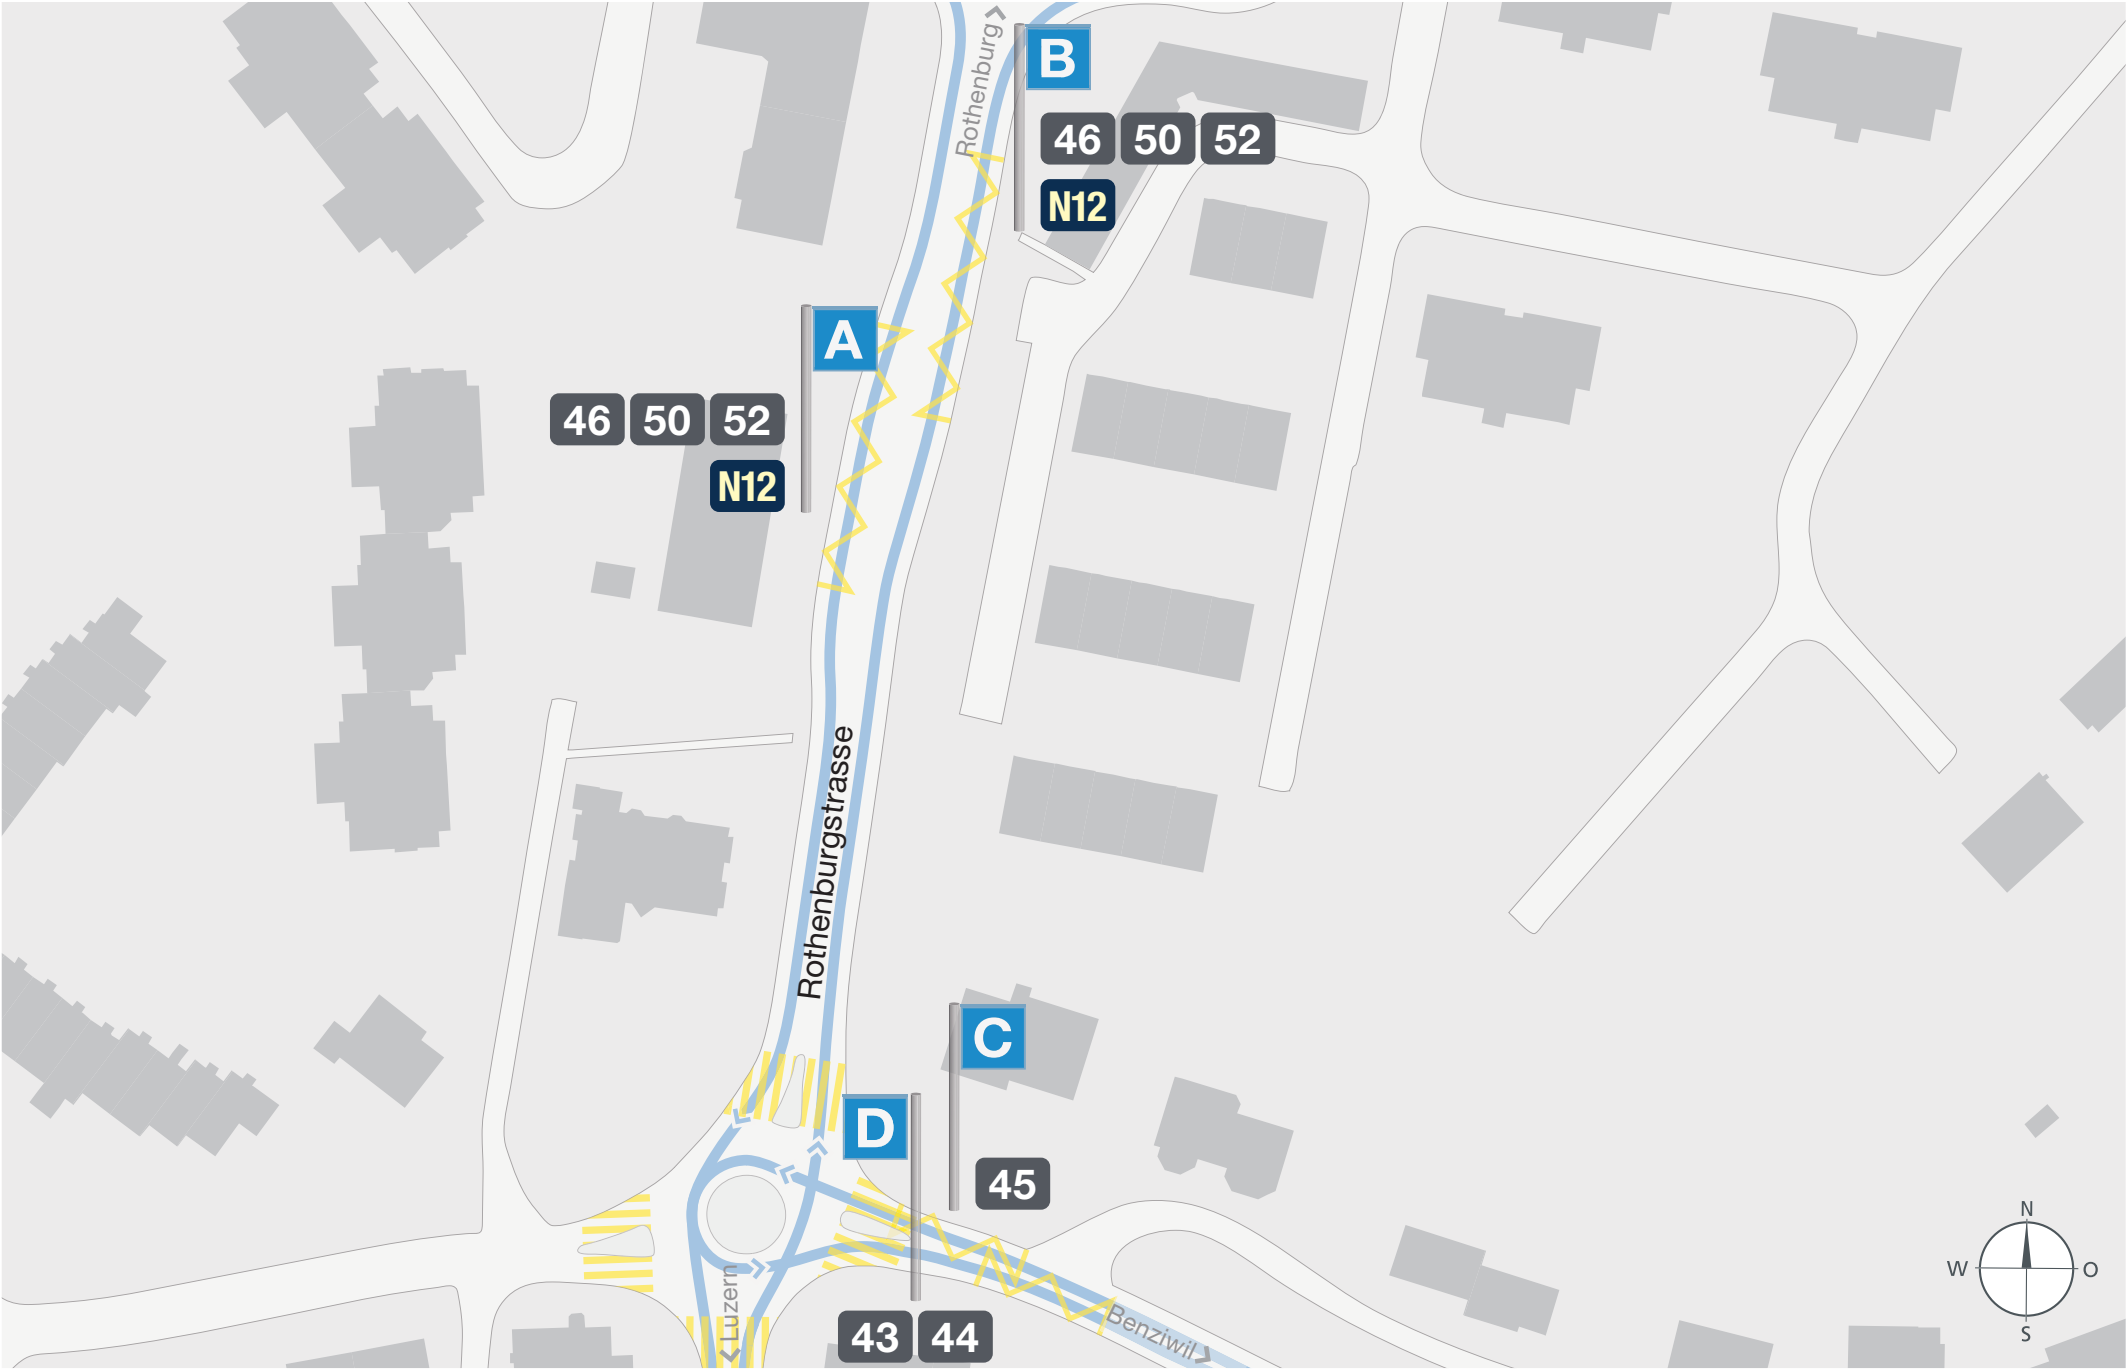 Rothenburg
B
46 50 52
N12
A
46 50 52
N12
Rothenburgstrasse
C
D
45
43 44
Luzern
Benziwil
N
W O
S